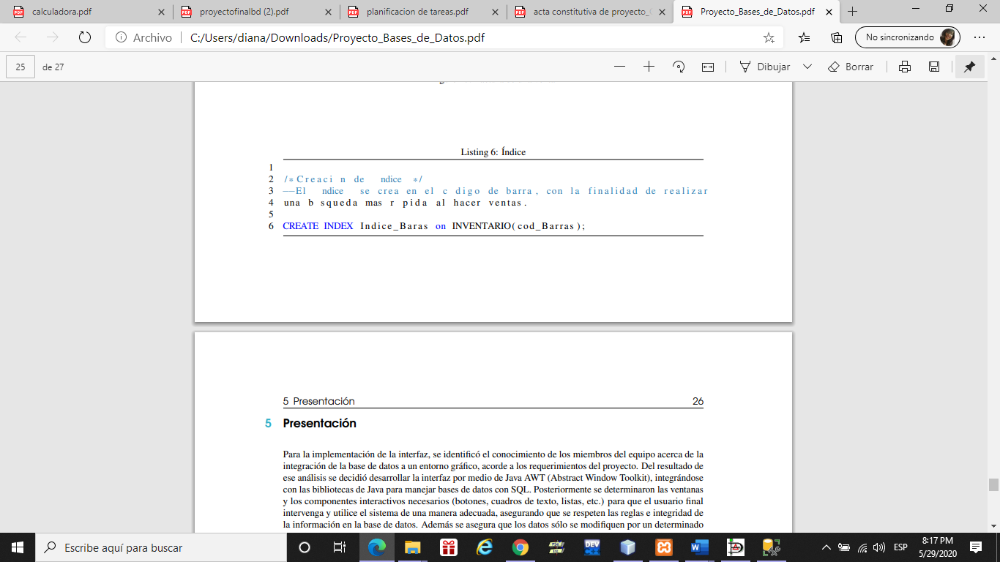 calculadora.pdf
proyectofinalbd (2).pdf
planificacion de tareas.pdf
acta constitutiva de proyecto_
Proyecto_Bases_de_Datos.pdf
Archivo
C:/Users/diana/Downloads/Proyecto_Bases_de_Datos.pdf
No sincronizando
25 de 27
Dibujar
Borrar
Listing 6: Índice
1
2 /*Creaci n de ndice */
3 --El ndice se crea en el c digo de barra, con la finalidad de realizar
4 una b squeda mas r pida al hacer ventas.
5
6 CREATE INDEX Indice_Baras on INVENTARIO(cod_Barras);
5 Presentación 26
5 Presentación
Para la implementación de la interfaz, se identificó el conocimiento de los miembros del equipo acerca de la
integración de la base de datos a un entorno gráfico, acorde a los requerimientos del proyecto. Del resultado de
ese análisis se decidió desarrollar la interfaz por medio de Java AWT (Abstract Window Toolkit), integrándose
con las bibliotecas de Java para manejar bases de datos con SQL. Posteriormente se determinaron las ventanas
y los componentes interactivos necesarios (botones, cuadros de texto, listas, etc.) para que el usuario final
intervenga y utilice el sistema de una manera adecuada, asegurando que se respeten las reglas e integridad de
la información en la base de datos. Además se asegura que los datos sólo se modifiquen por un determinado
Escribe aquí para buscar
ESP
8:17 PM
5/29/2020